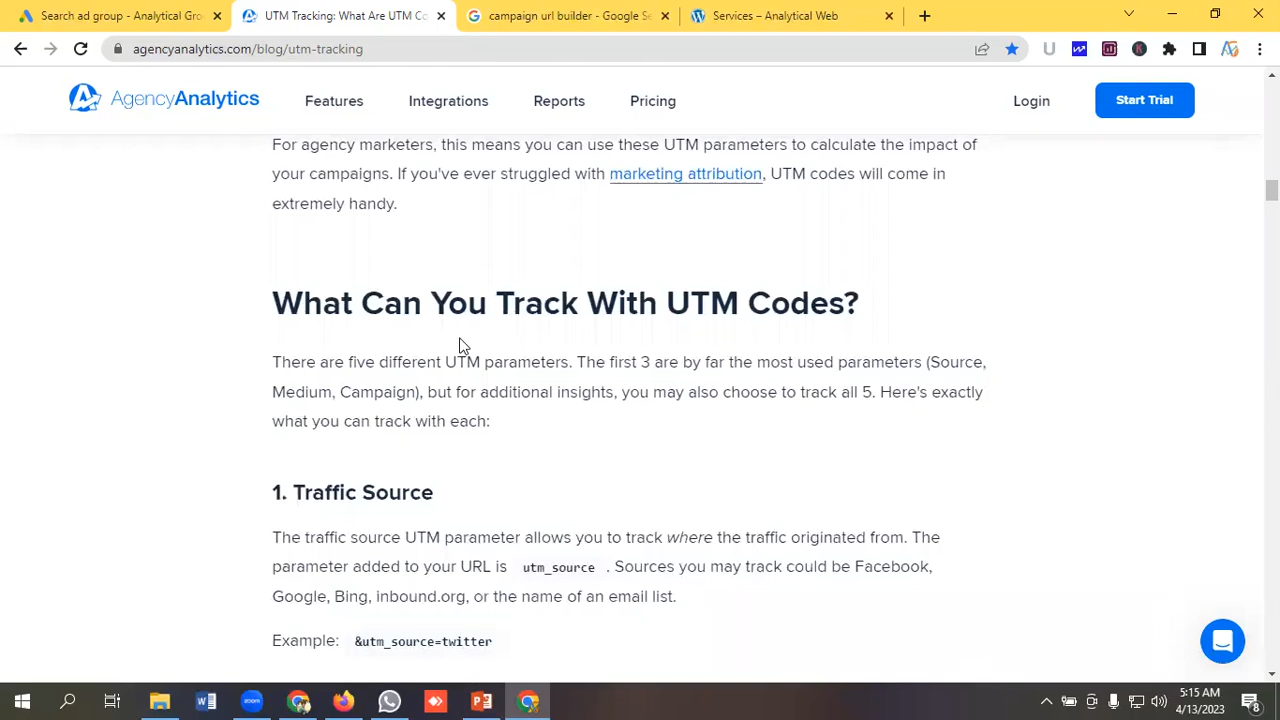 Search ad group - Analytical Gro
UTM Tracking: What Are UTM Co
campaign url builder - Google Se
Services – Analytical Web
agencyanalytics.com/blog/utm-tracking
AgencyAnalytics
Features
Integrations
Reports
Pricing
Login
Start Trial
For agency marketers, this means you can use these UTM parameters to calculate the impact of
your campaigns. If you've ever struggled with marketing attribution, UTM codes will come in
extremely handy.
What Can You Track With UTM Codes?
There are five different UTM parameters. The first 3 are by far the most used parameters (Source,
Medium, Campaign), but for additional insights, you may also choose to track all 5. Here's exactly
what you can track with each:
1. Traffic Source
The traffic source UTM parameter allows you to track where the traffic originated from. The
parameter added to your URL is utm_source . Sources you may track could be Facebook,
Google, Bing, inbound.org, or the name of an email list.
Example: &utm_source=twitter
zoom
5:15 AM
4/13/2023
8